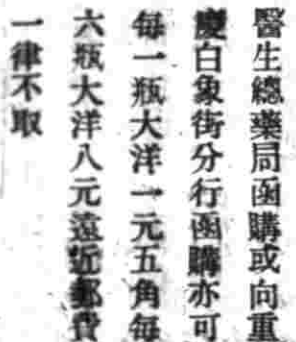 醫生總藥局函購或向重
慶白象街分行函購亦可
每一瓶大洋一元五角每
六瓶大洋八元遠近郵費
一律不取